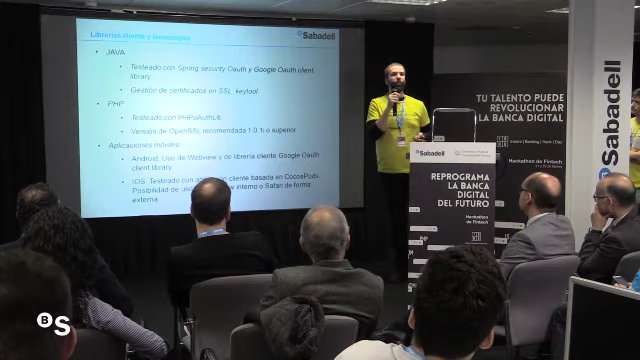 Librerías cliente y tecnologías
Sabadell
• JAVA
• Testeado con Spring security Oauth y Google Oauth client
library
• Gestión de certificados en SSL keytool.
• PHP
• Testeado con PHPoAuthLib
• Versión de OpenSSL recomendada 1.0.1i o superior
• Aplicaciones móviles
• Android. Uso de Webview y de librería cliente Google OAuth
client library
• IOS: Testeado con
cliente basada en CocoaPods
Posibilidad de
interno o Safari de forma
externa
TU TALENTO PUEDE
REVOLUCIONAR
LA BANCA DIGITAL
Hackathon de Fintech
Sabadell
REPROGRAMA
LA BANCA
DIGITAL
DEL FUTURO
Hackathon
de Fintech
Sabadell
BS